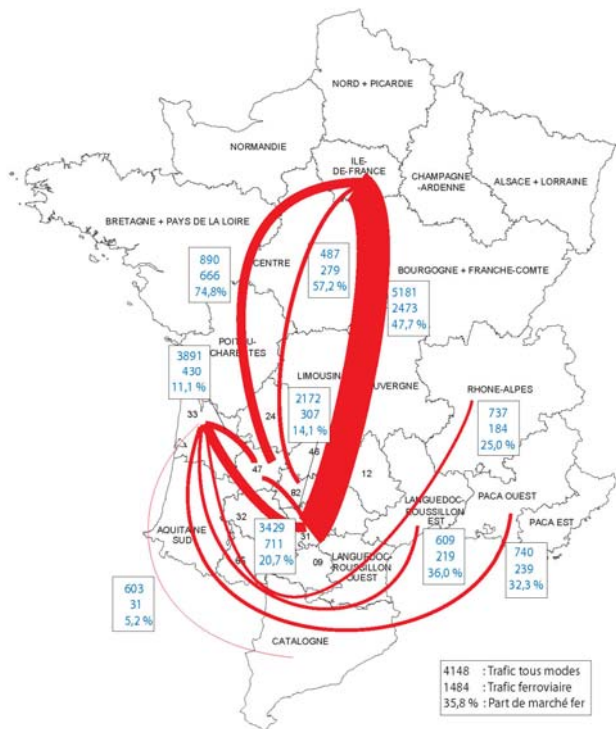 NORD + PICARDIE
NORMANDIE
ILE-
DE-FRANCE
CHAMPAGNE
-ARDENNE
ALSACE + LORRAINE
BRETAGNE + PAYS DE LA LOIRE
890
666
74,8%
CENTRE
487
279
57,2 %
BOURGOGNE + FRANCHE-COMTE
5181
2473
47,7 %
3891
430
11,1 %
LIMOUSIN
2172
307
14,1 %
RHONE-ALPES
737
184
25,0 %
33
24
46
47
82
12
32
31
09
AQUITAINE
SUD
3429
711
20,7 %
LANGUEDOC-
ROUSSILLON
EST
609
219
36,0 %
PACA OUEST
PACA EST
740
239
32,3 %
LANGUEDOC-
ROUSSILLON
OUEST
603
31
5,2 %
CATALOGNE
4148 : Trafic tous modes
1484 : Trafic ferroviaire
35,8 % : Part de marché fer